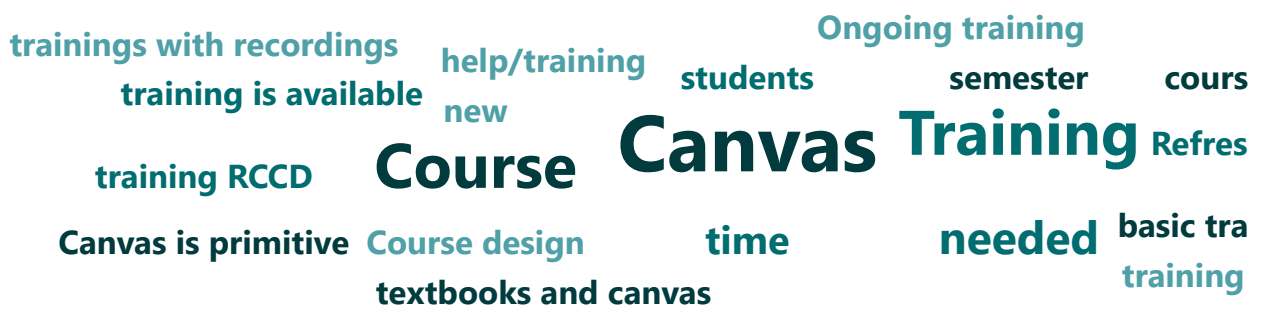 trainings with recordings
help/training
Ongoing training
training is available
new
students
semester
cours
Course
Canvas
Training
Refres
training RCCD
Canvas is primitive
Course design
time
needed
basic tra
training
textbooks and canvas